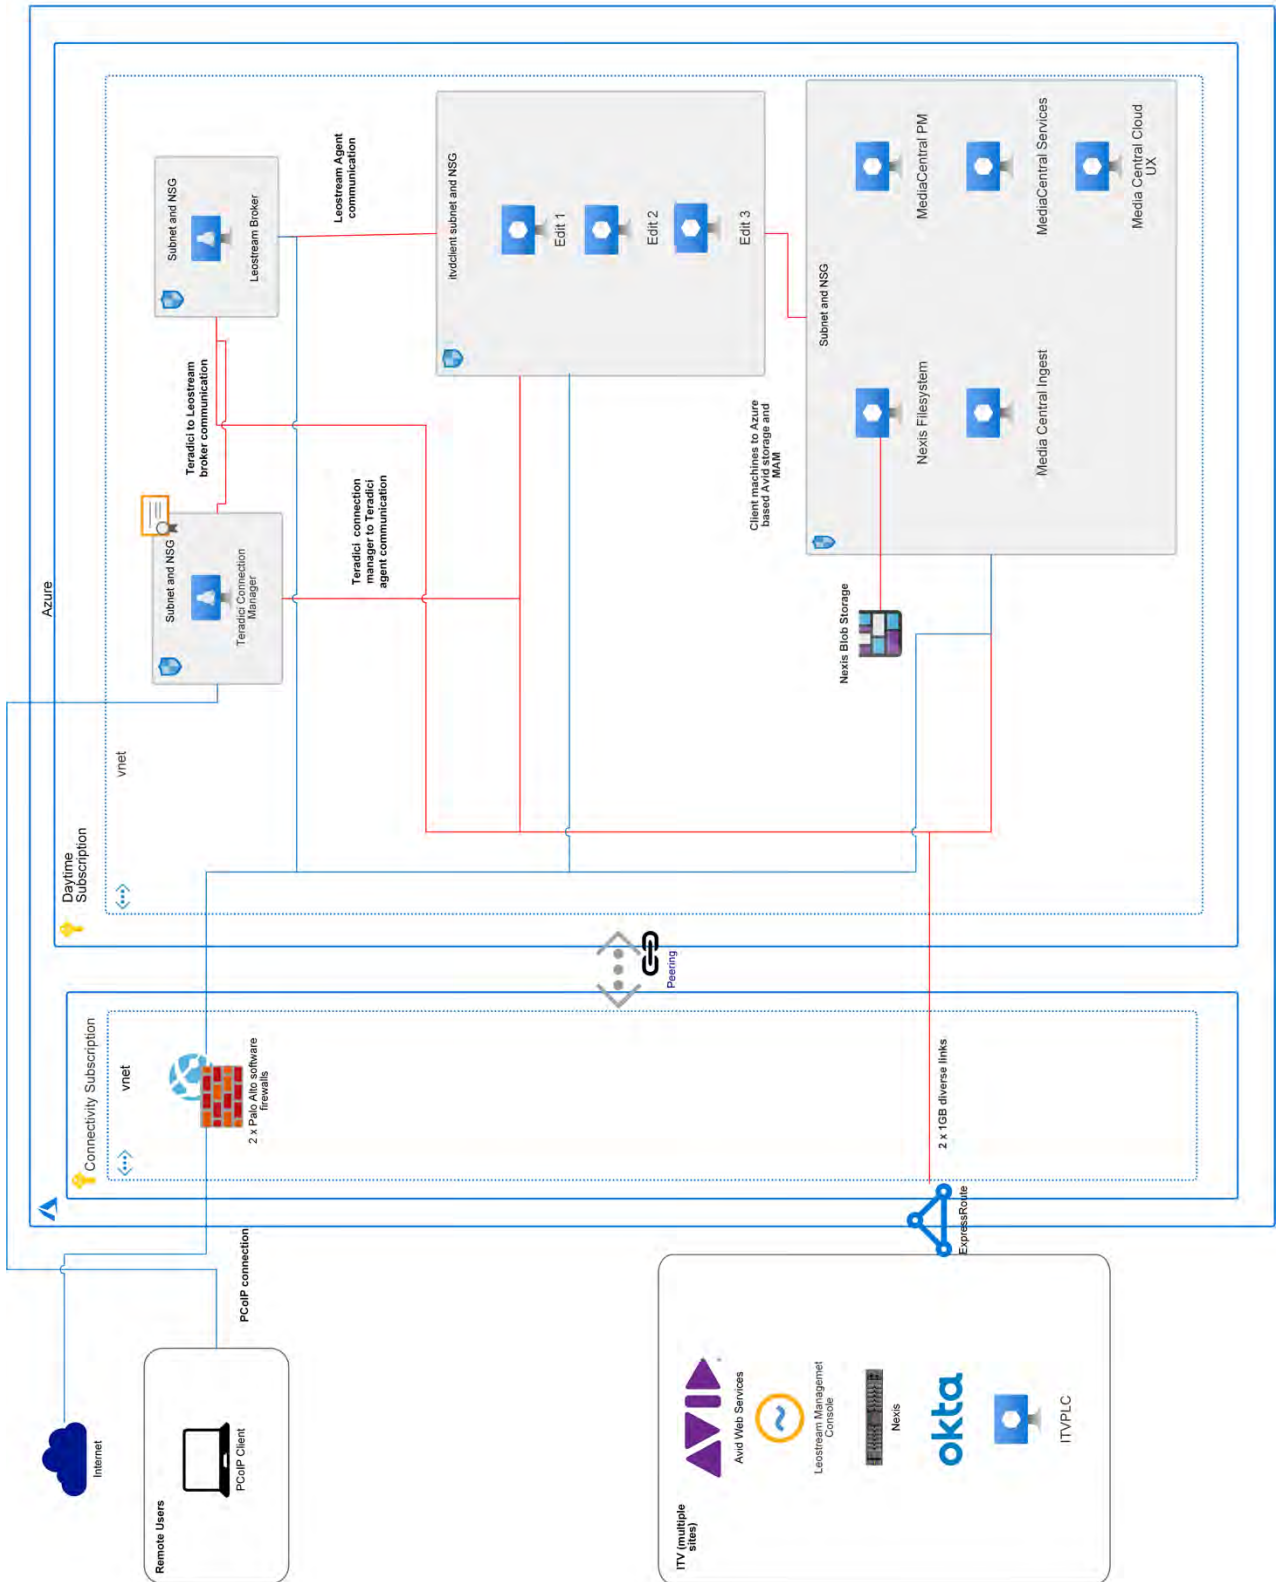 Azure
Daytime
Subscription
vnet
Subnet and NSG
Leostream Broker
Leostream Agent
communication
Teradici to Leostream
broker communication
Subnet and NSG
Teradici Connection
Manager
Teradici connection
manager to Teradici
agent communication
itvdclient subnet and NSG
Edit 1
Edit 2
Edit 3
Client machines to Azure
based Avid storage and
MAM
Subnet and NSG
MediaCentral PM
MediaCentral Services
Media Central Cloud
UX
Nexis Filesystem
Media Central Ingest
Nexis Blob Storage
Peering
Connectivity Subscription
vnet
2 x Palo Alto software
firewalls
2 x 1GB diverse links
ExpressRoute
PCoIP connection
Internet
Remote Users
PCoIP Client
ITV (multiple
sites)
AVID
Avid Web Services
Leostream Managemet
Console
Nexis
okta
ITVPLC